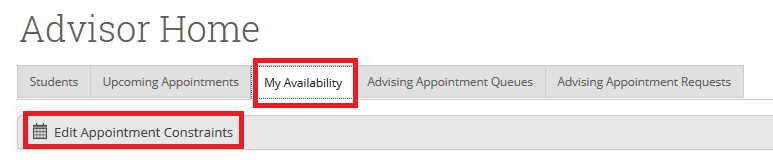 Advisor Home
Students Upcoming Appointments My Availability Advising Appointment Queues Advising Appointment Requests
Edit Appointment Constraints